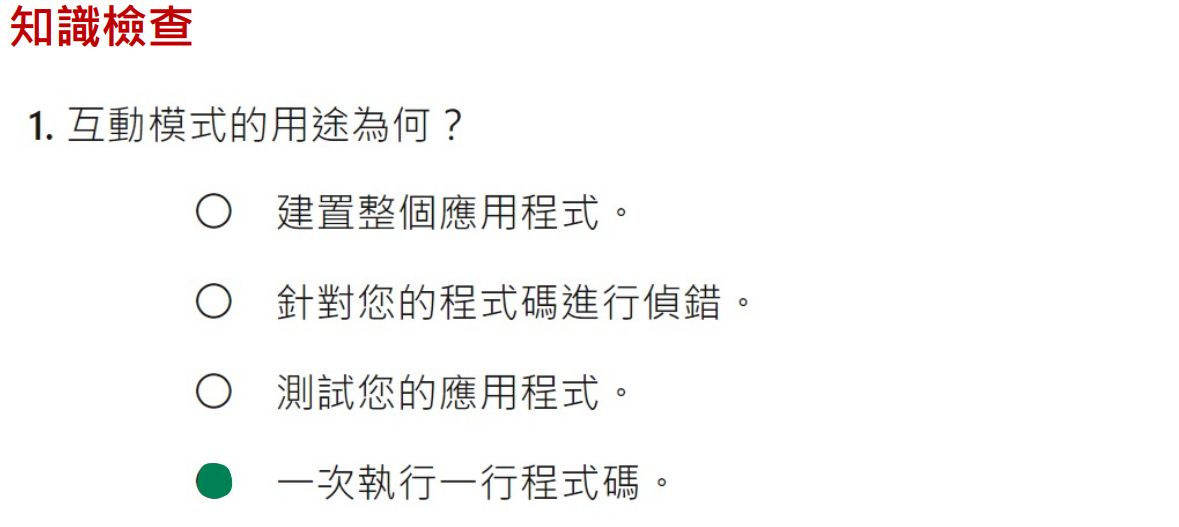 知識檢查
1. 互動模式的用途為何？
建置整個應用程式。
針對您的程式碼進行偵錯。
測試您的應用程式。
一次執行一行程式碼。